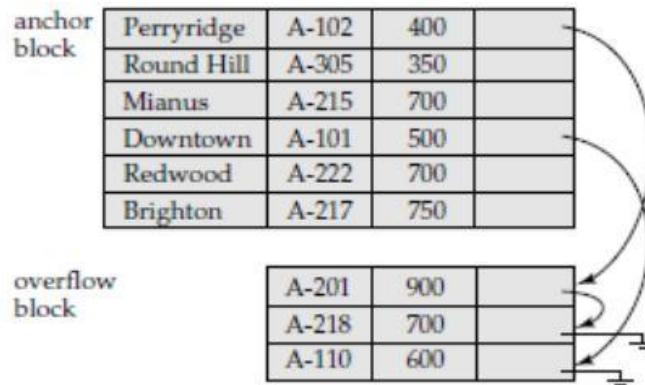 anchor block
Perryridge A-102 400
Round Hill A-305 350
Mianus A-215 700
Downtown A-101 500
Redwood A-222 700
Brighton A-217 750
overflow block
A-201 900
A-218 700
A-110 600